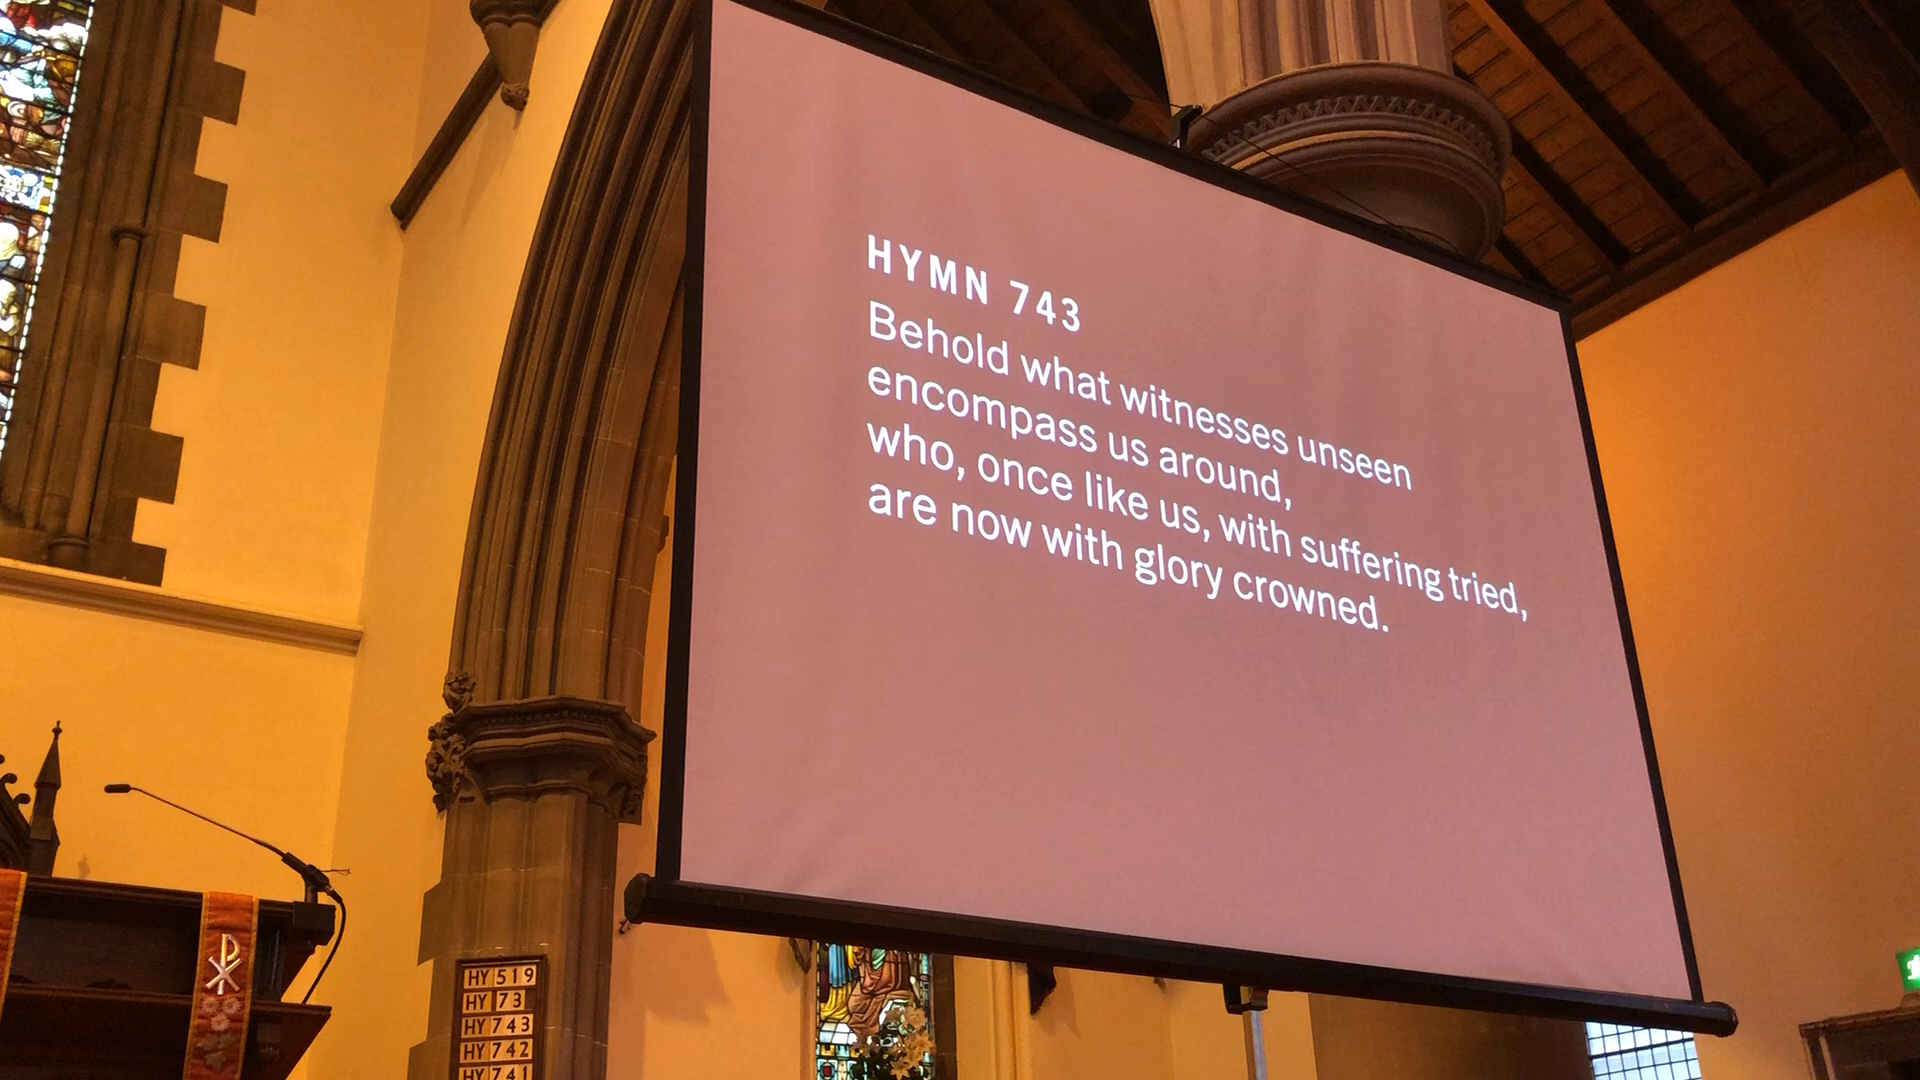 HYMN 743
Behold what witnesses unseen
encompass us around,
who, once like us, with suffering tried,
are now with glory crowned.
HY 519
HY 73
HY 743
HY 742
HY 741